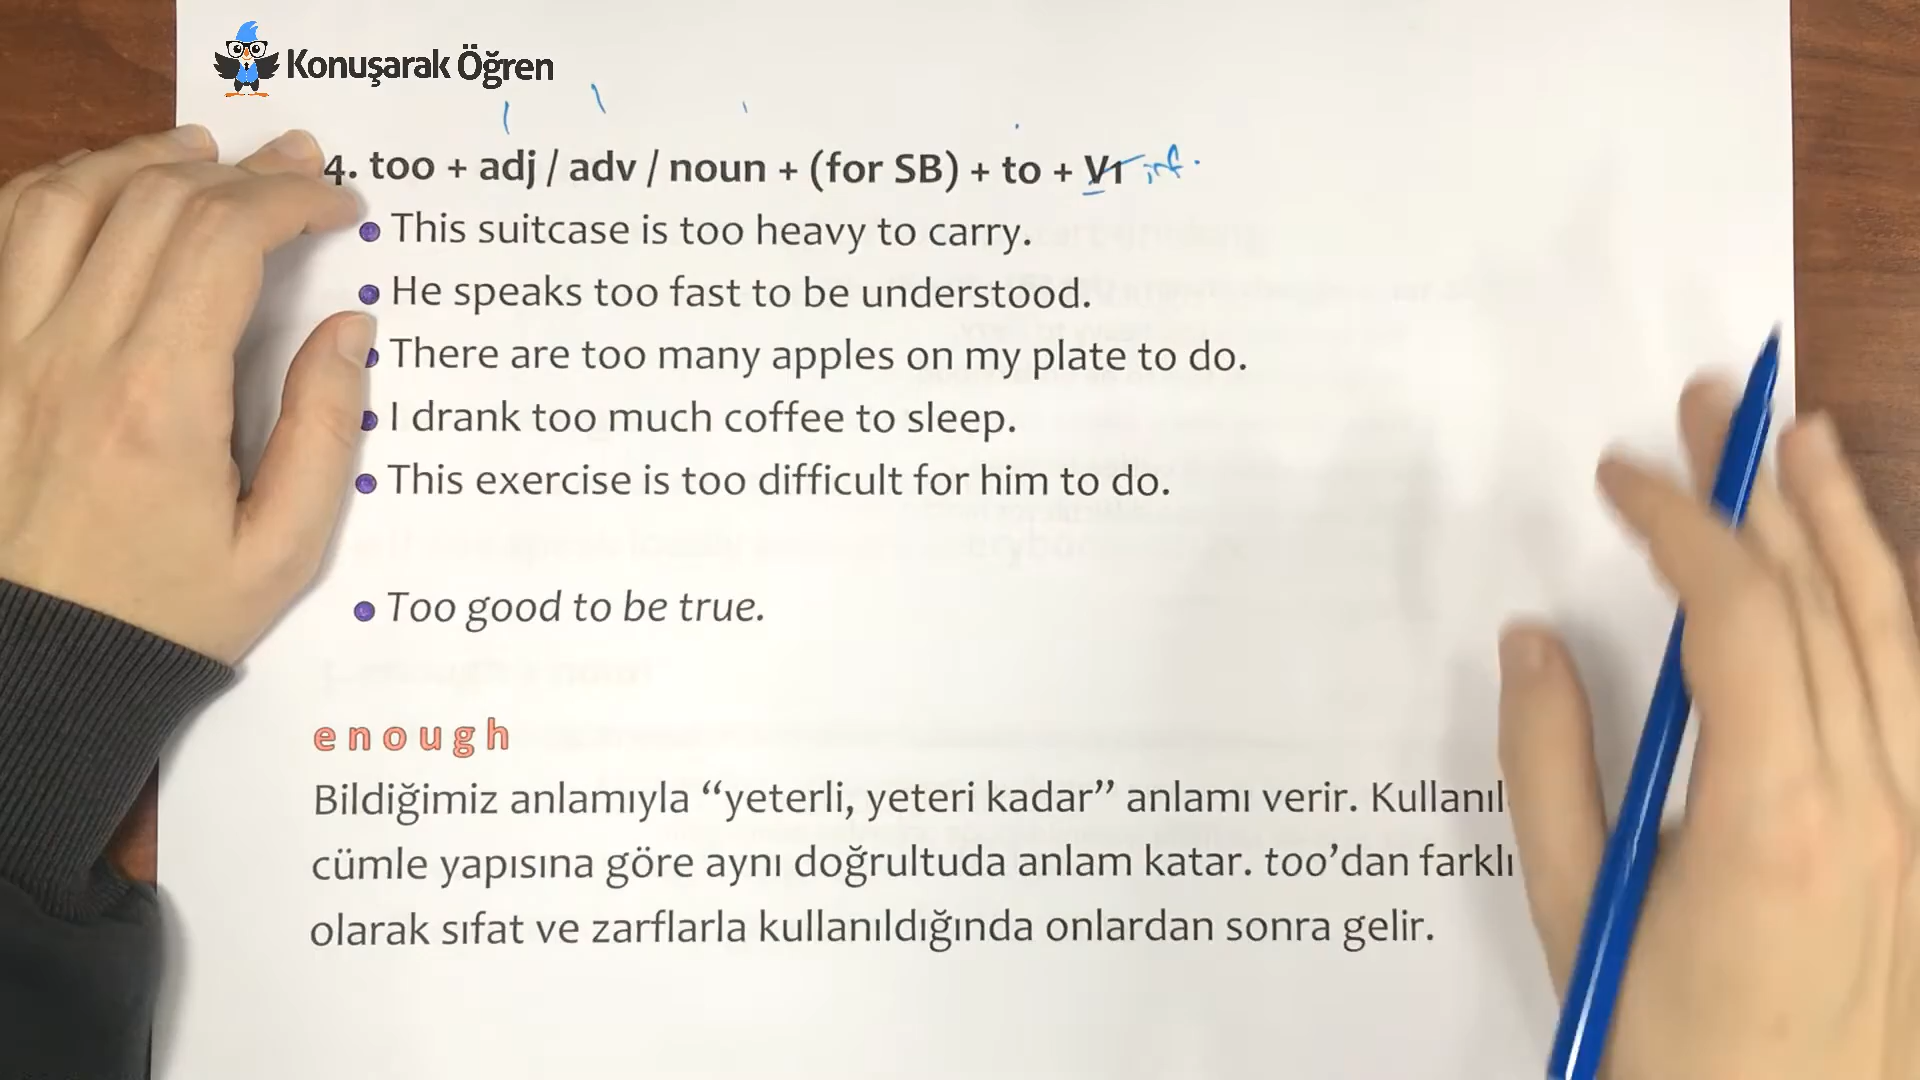 Konuşarak Öğren
4. too + adj / adv / noun + (for SB) + to + V1 inf.
This suitcase is too heavy to carry.
He speaks too fast to be understood.
There are too many apples on my plate to do.
I drank too much coffee to sleep.
This exercise is too difficult for him to do.
Too good to be true.
enough
Bildiğimiz anlamıyla “yeterli, yeteri kadar” anlamı verir.
cümle yapısına göre aynı doğrultuda anlam katar. too’dan farklı
olarak sıfat ve zarflarla kullanıldığında onlardan sonra gelir.